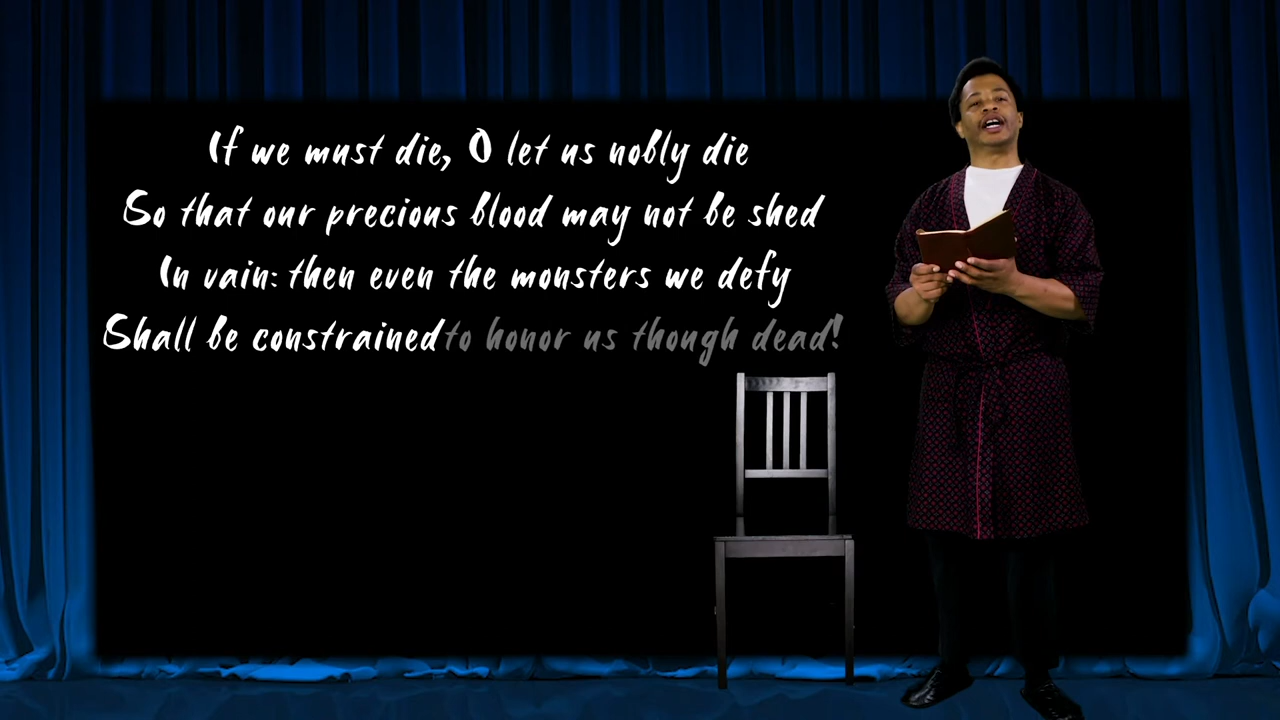 If we must die, O let us nobly die
So that our precious blood may not be shed
In vain: then even the monsters we defy
Shall be constrained to honor us though dead!